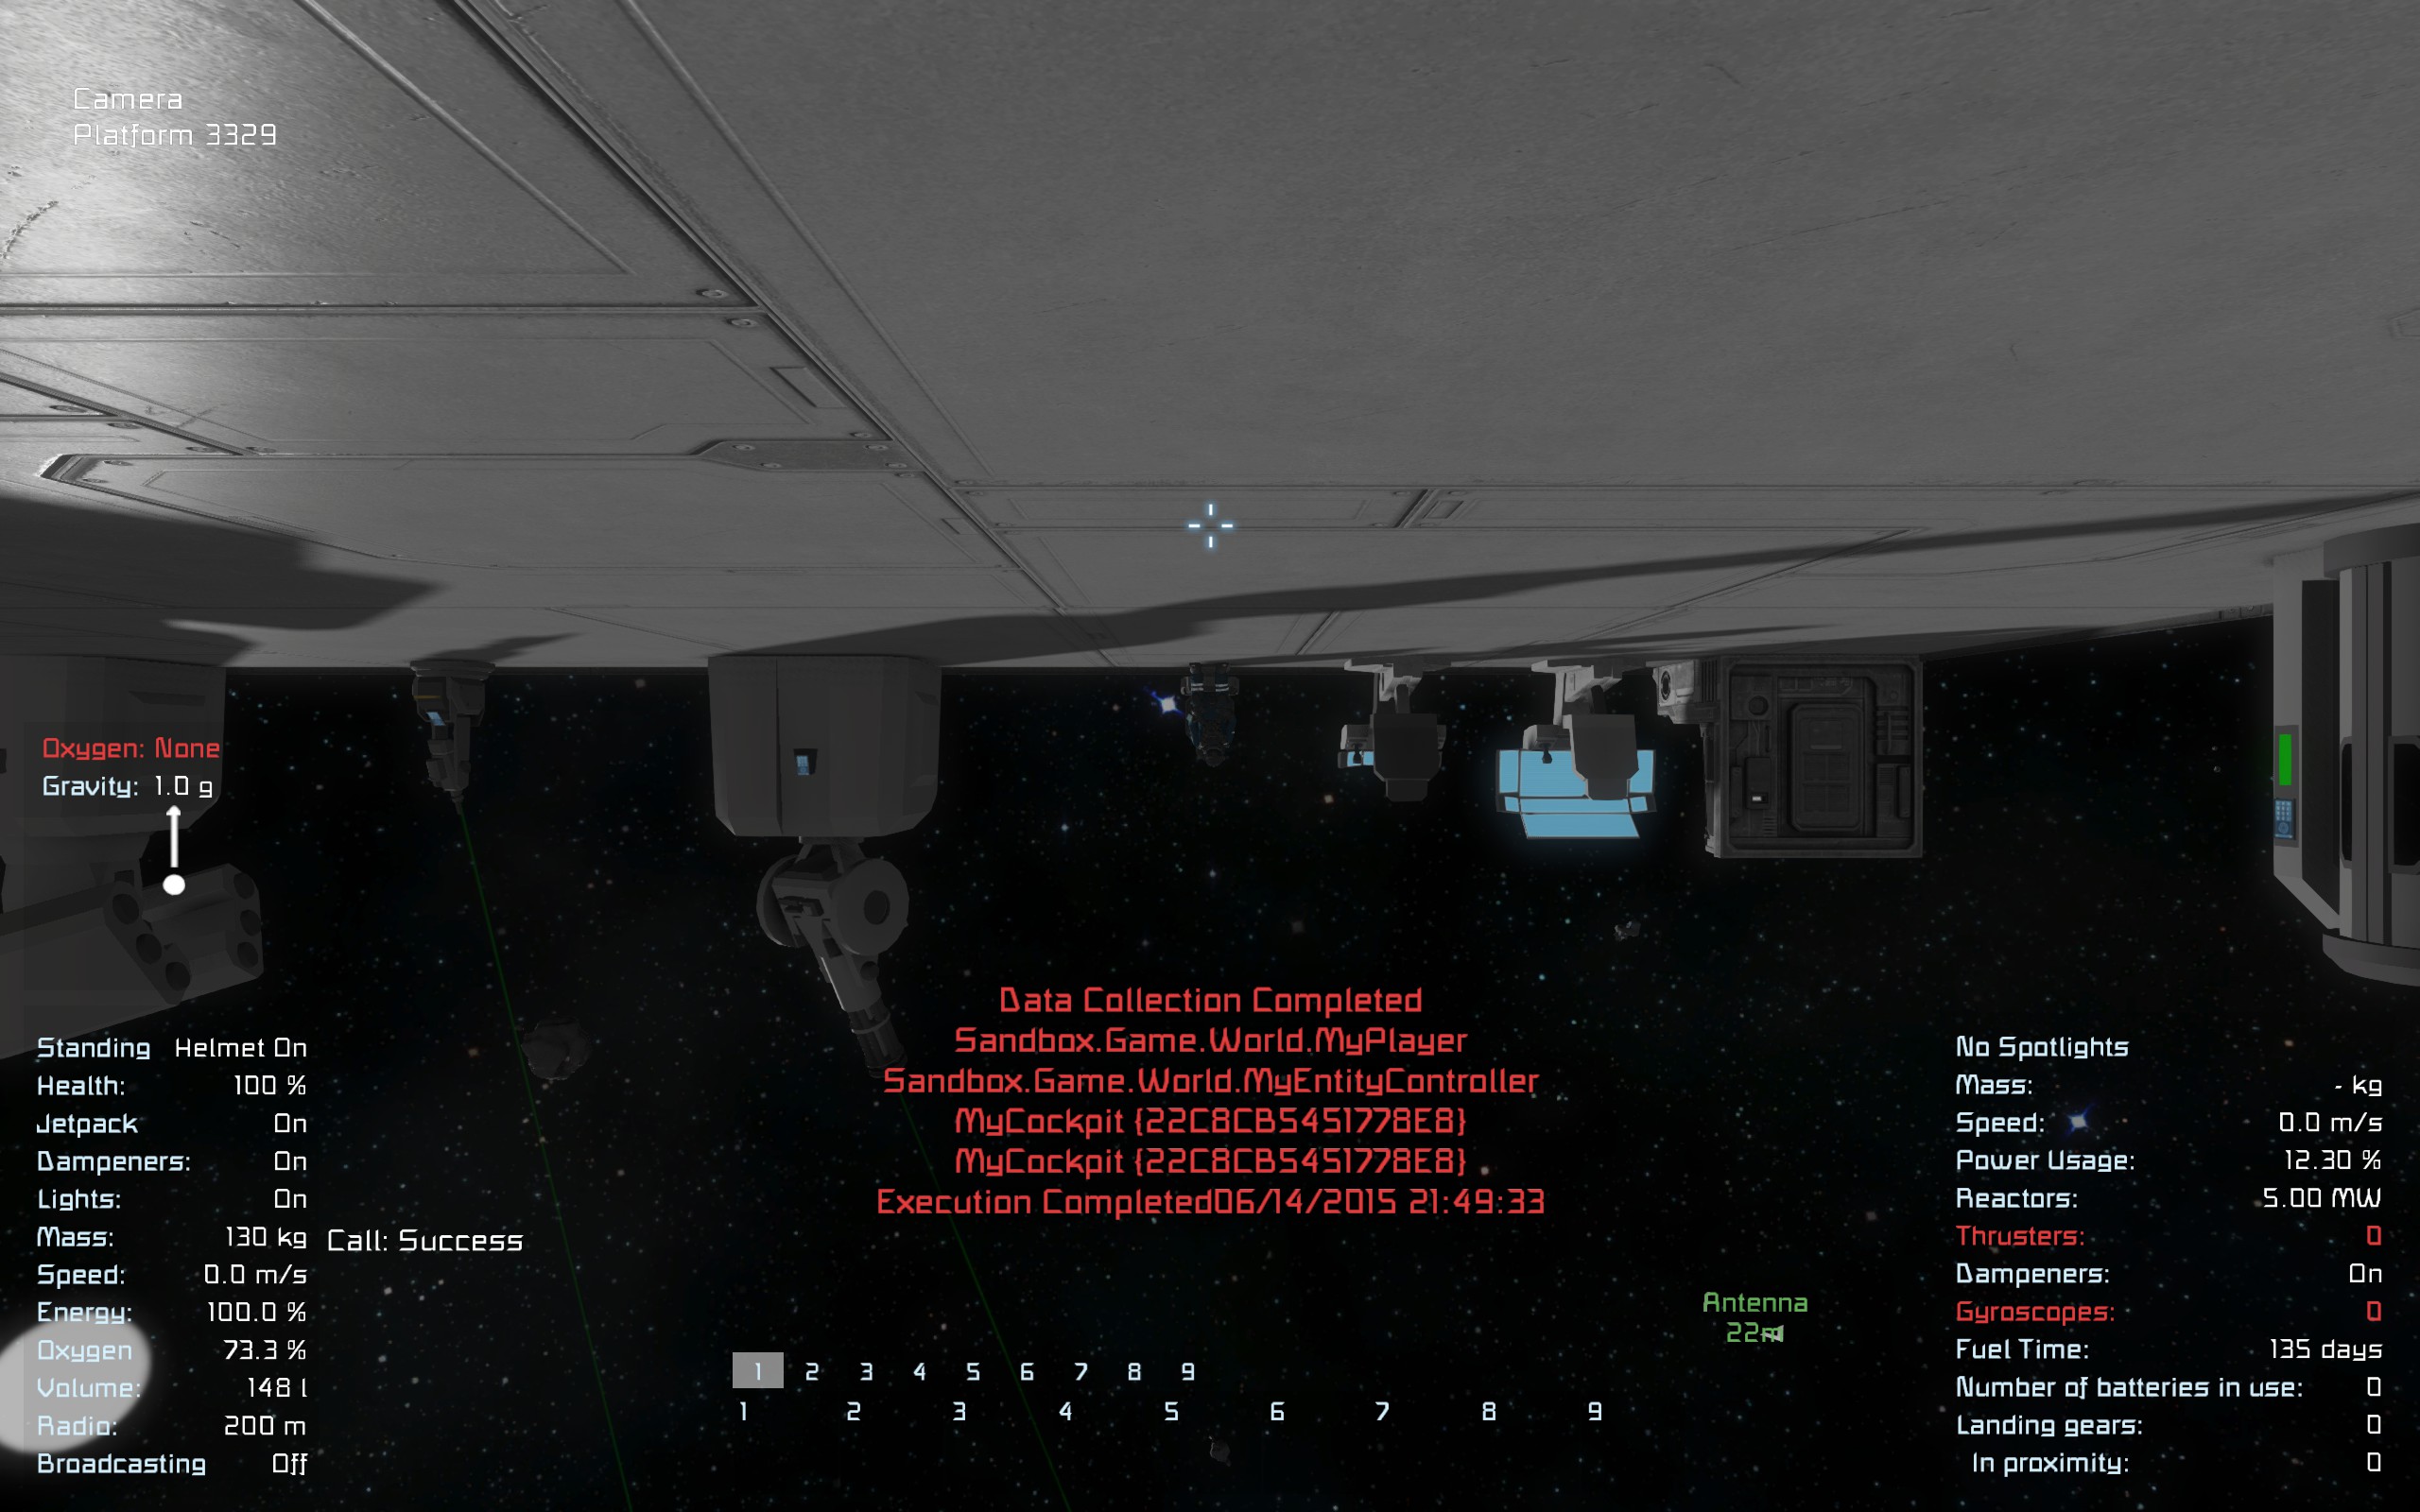 Camera
Platform 3329
Oxygen: None
Gravity: 1.0 g
Data Collection Completed
Sandbox.Game.World.MyPlayer
Sandbox.Game.World.MyEntityController
MyCockpit {22C8CB5451778E8}
MyCockpit {22C8CB5451778E8}
Execution Completed06/14/2015 21:49:33
Standing Helmet On
Health: 100 %
Jetpack On
Dampeners: On
Lights: On
Mass: 130 kg
Speed: 0.0 m/s
Energy: 100.0 %
Oxygen 73.3 %
Volume: 148 l
Radio: 200 m
Broadcasting Off
Call: Success
Antenna
22m
1 2 3 4 5 6 7 8 9
1 2 3 4 5 6 7 8 9
No Spotlights
Mass: - kg
Speed: 0.0 m/s
Power Usage: 12.30 %
Reactors: 5.00 MW
Thrusters: 0
Dampeners: On
Gyroscopes: 0
Fuel Time: 135 days
Number of batteries in use: 0
Landing gears: 0
In proximity: 0